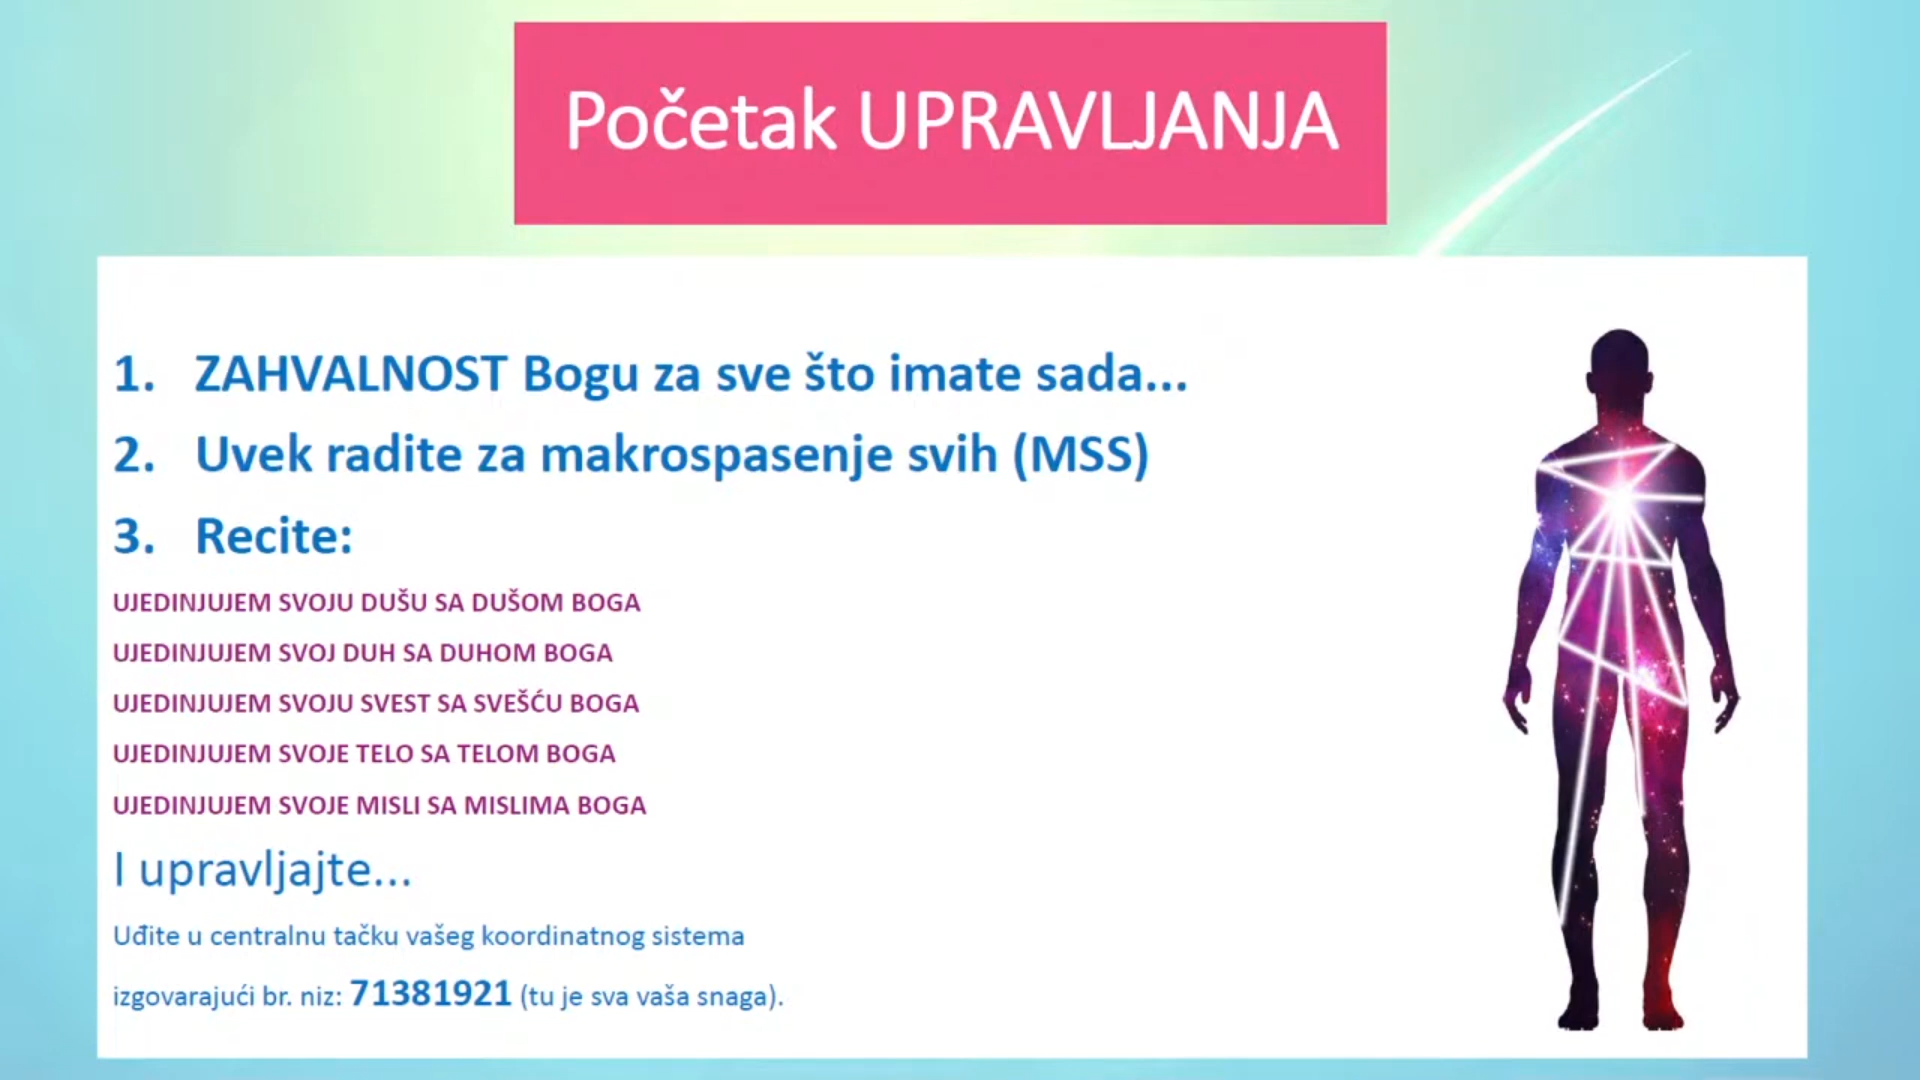 Početak UPRAVLJANJA
1. ZAHVALNOST Bogu za sve što imate sada...
2. Uvek radite za makrospasenje svih (MSS)
3. Recite:
UJEDINJUJEM SVOJU DUŠU SA DUŠOM BOGA
UJEDINJUJEM SVOJ DUH SA DUHOM BOGA
UJEDINJUJEM SVOJU SVEST SA SVEŠĆU BOGA
UJEDINJUJEM SVOJE TELO SA TELOM BOGA
UJEDINJUJEM SVOJE MISLI SA MISLIMA BOGA
I upravljajte...
Uđite u centralnu tačku vašeg koordinatnog sistema
izgovarajući br. niz: 71381921 (tu je sva vaša snaga).